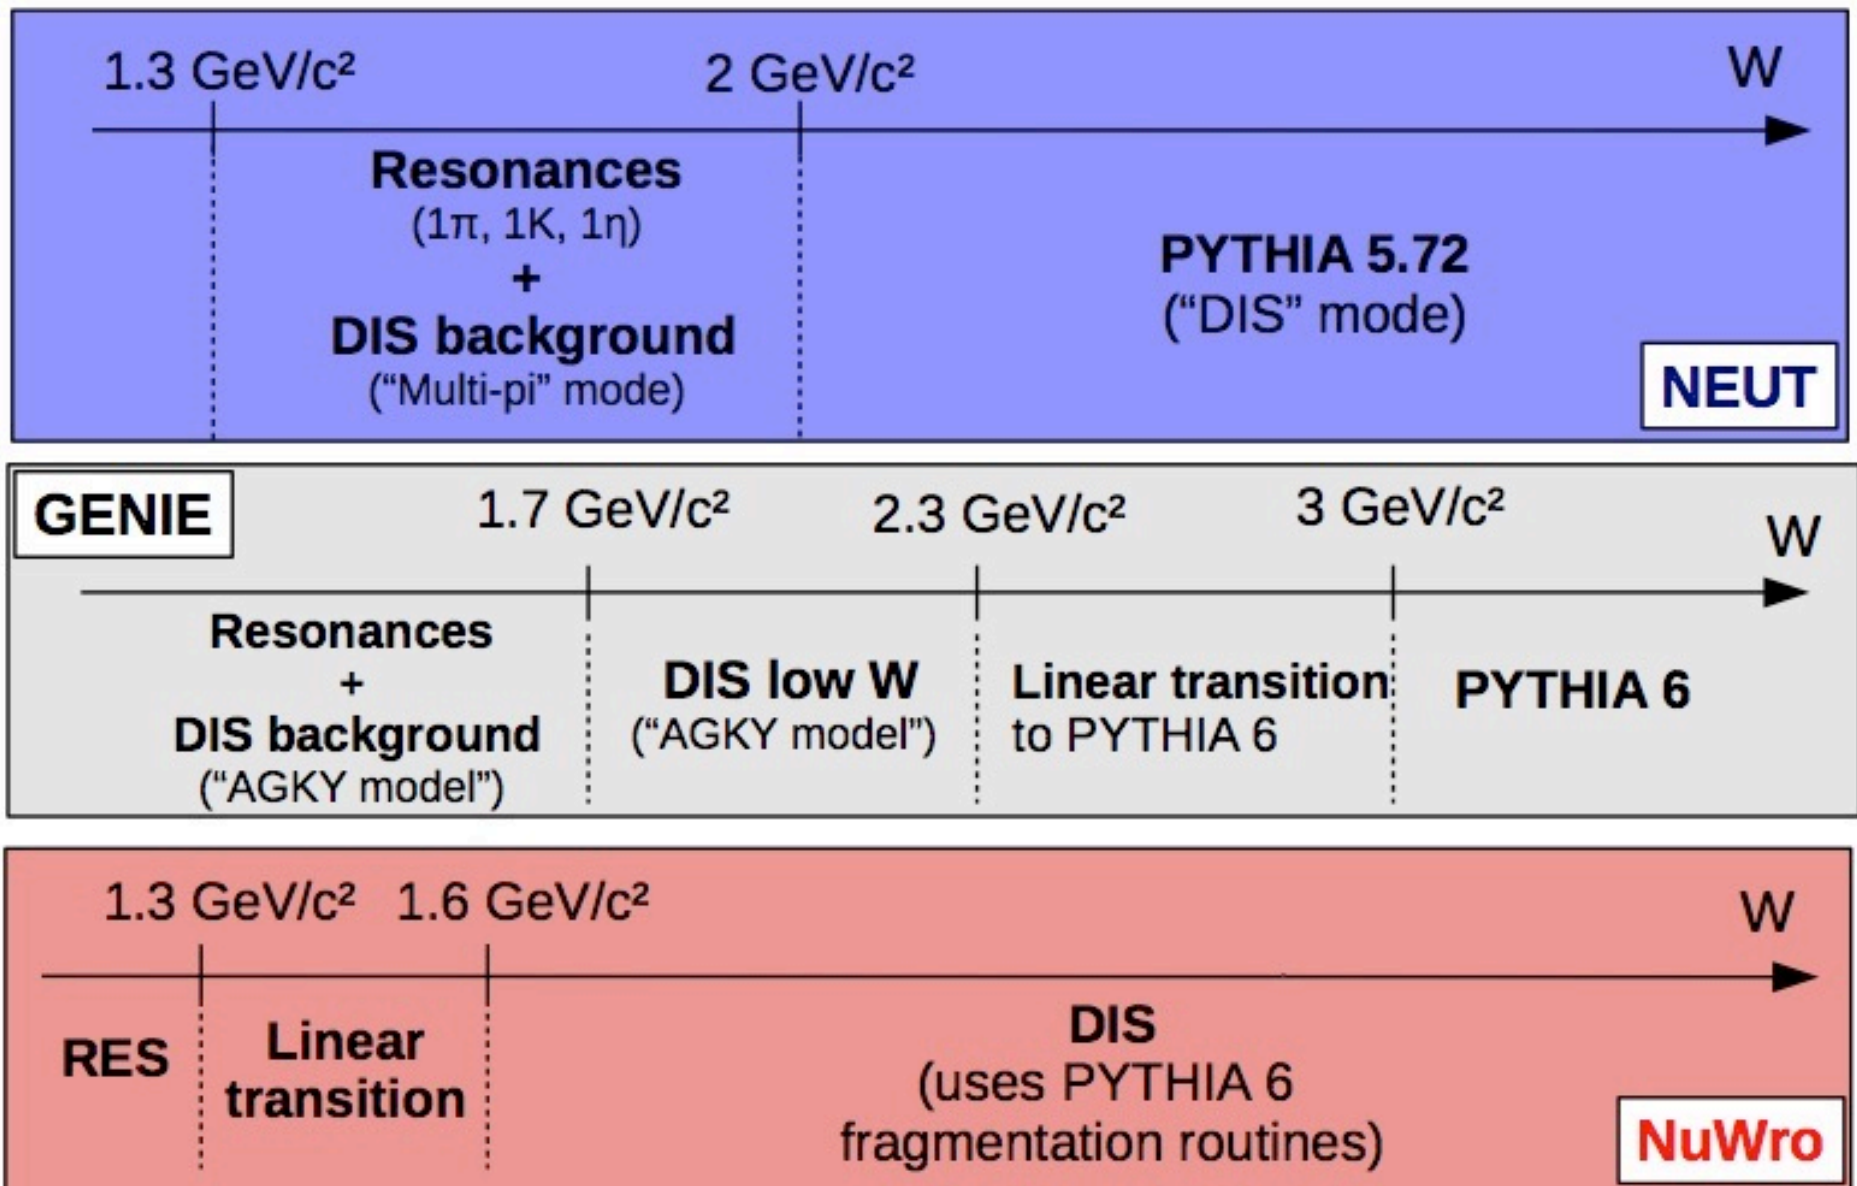 1.3 GeV/c² 2 GeV/c² W
Resonances
(1π, 1K, 1η)
+
DIS background
("Multi-pi" mode)
PYTHIA 5.72
("DIS" mode)
NEUT
GENIE
1.7 GeV/c² 2.3 GeV/c² 3 GeV/c² W
Resonances
+
DIS background
("AGKY model")
DIS low W
("AGKY model")
Linear transition
to PYTHIA 6
PYTHIA 6
1.3 GeV/c² 1.6 GeV/c² W
RES
Linear
transition
DIS
(uses PYTHIA 6
fragmentation routines)
NuWro